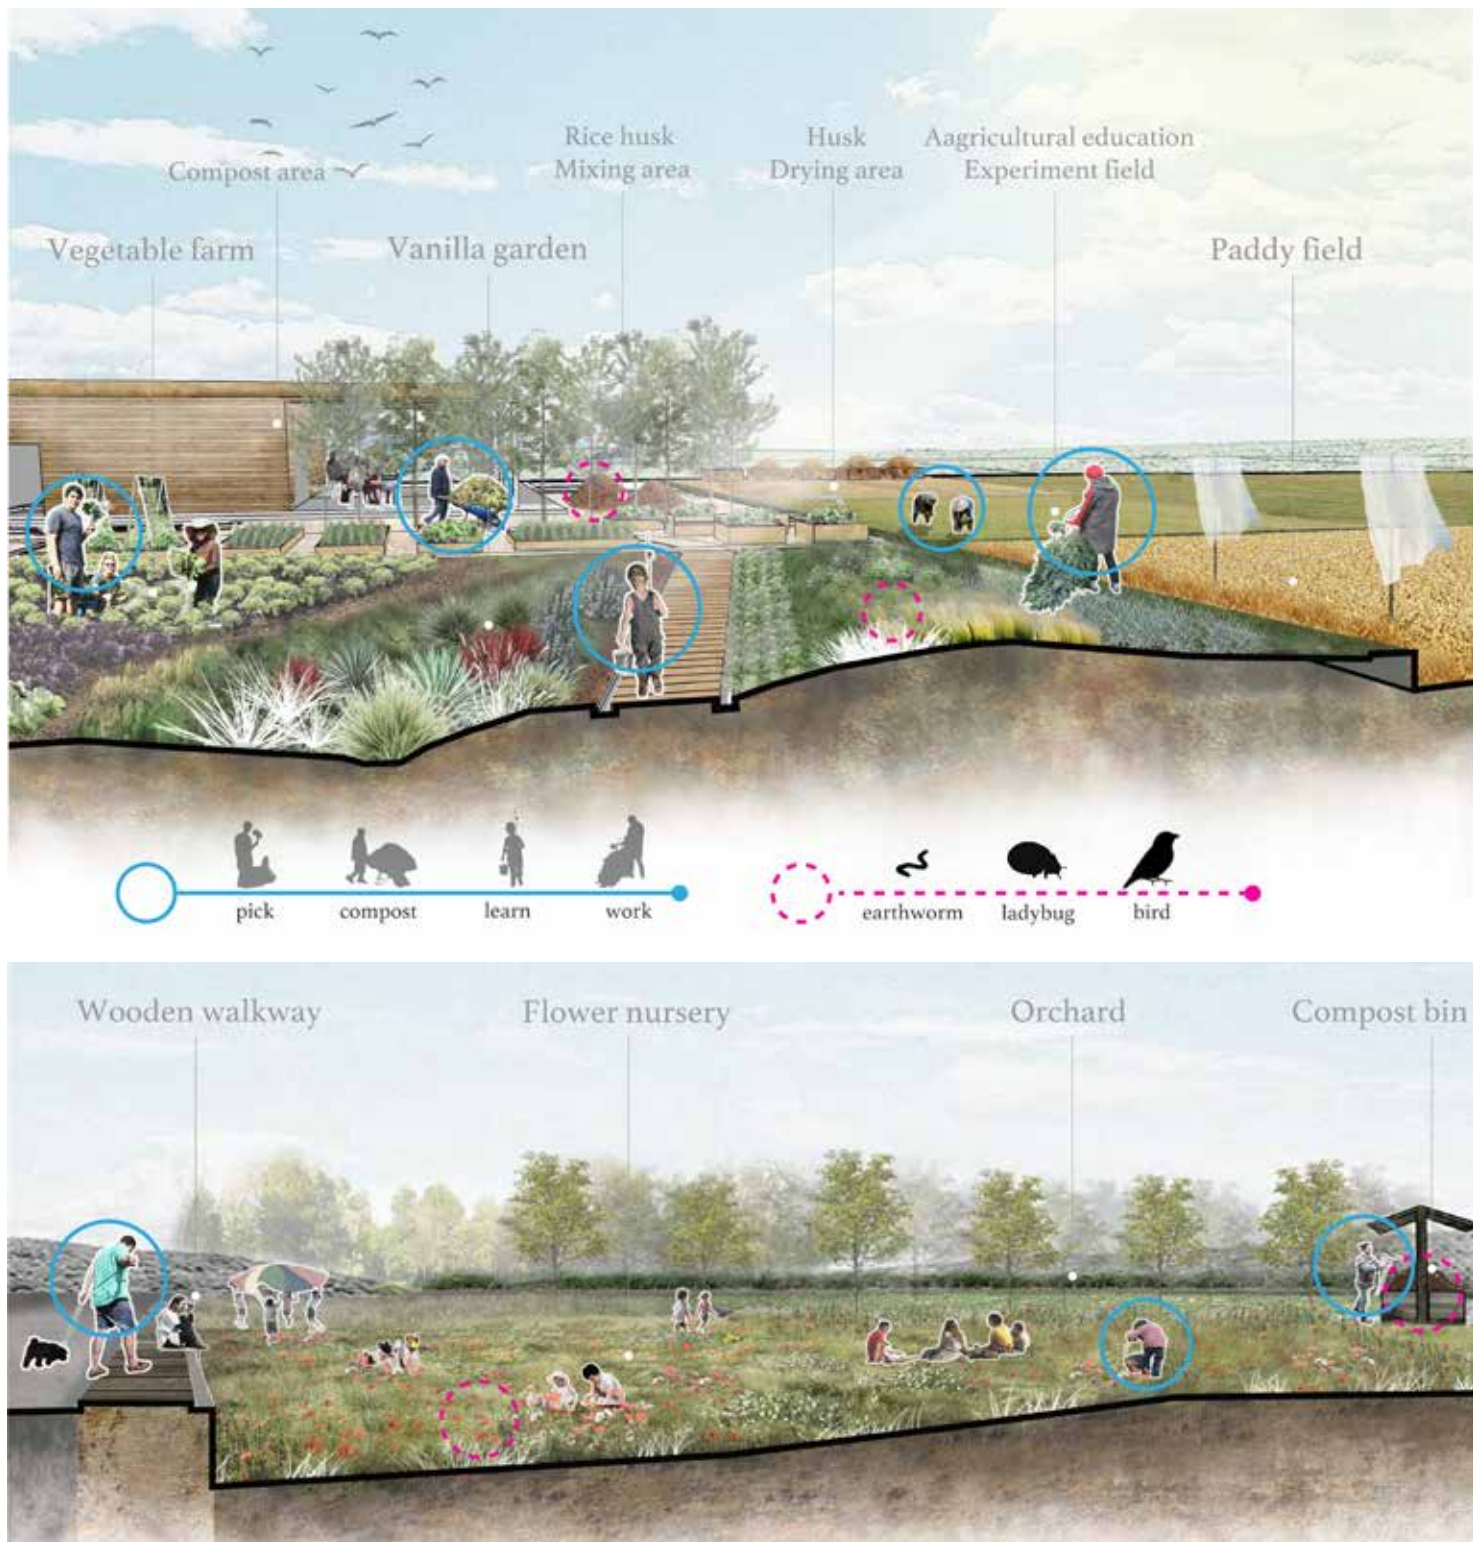 Rice husk
Mixing area
Husk
Drying area
Aagricultural education
Experiment field
Compost area
Vegetable farm
Vanilla garden
Paddy field
pick
compost
learn
work
earthworm
ladybug
bird
Wooden walkway
Flower nursery
Orchard
Compost bin